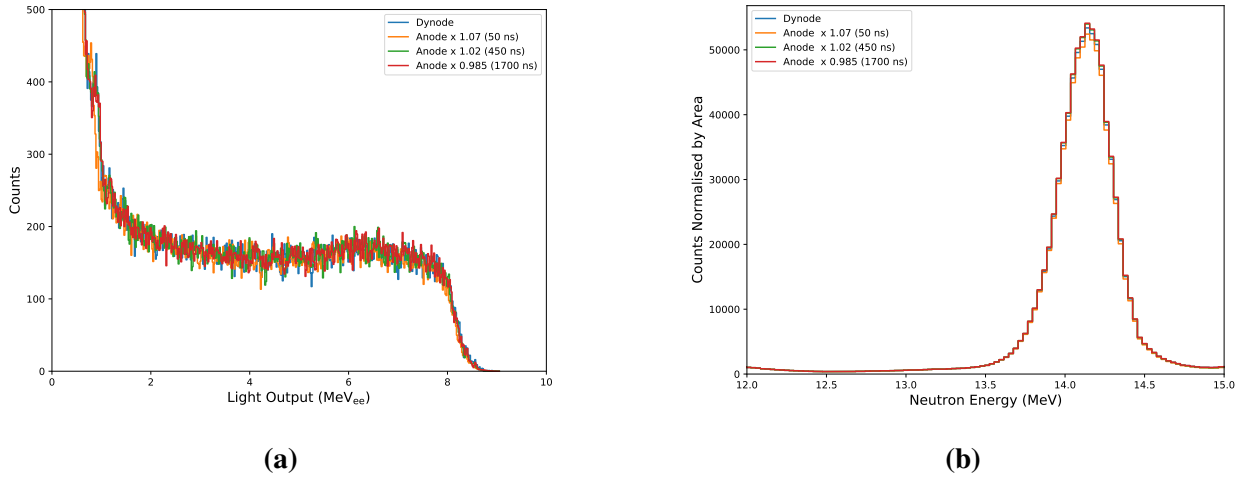 500
400
300
200
100
0
Counts
0 2 4 6 8 10
Light Output (MeVee)
Dynode
Anode x 1.07 (50 ns)
Anode x 1.02 (450 ns)
Anode x 0.985 (1700 ns)
(a)
50000
40000
30000
20000
10000
0
Counts Normalised by Area
12.0 12.5 13.0 13.5 14.0 14.5 15.0
Neutron Energy (MeV)
Dynode
Anode x 1.07 (50 ns)
Anode x 1.02 (450 ns)
Anode x 0.985 (1700 ns)
(b)